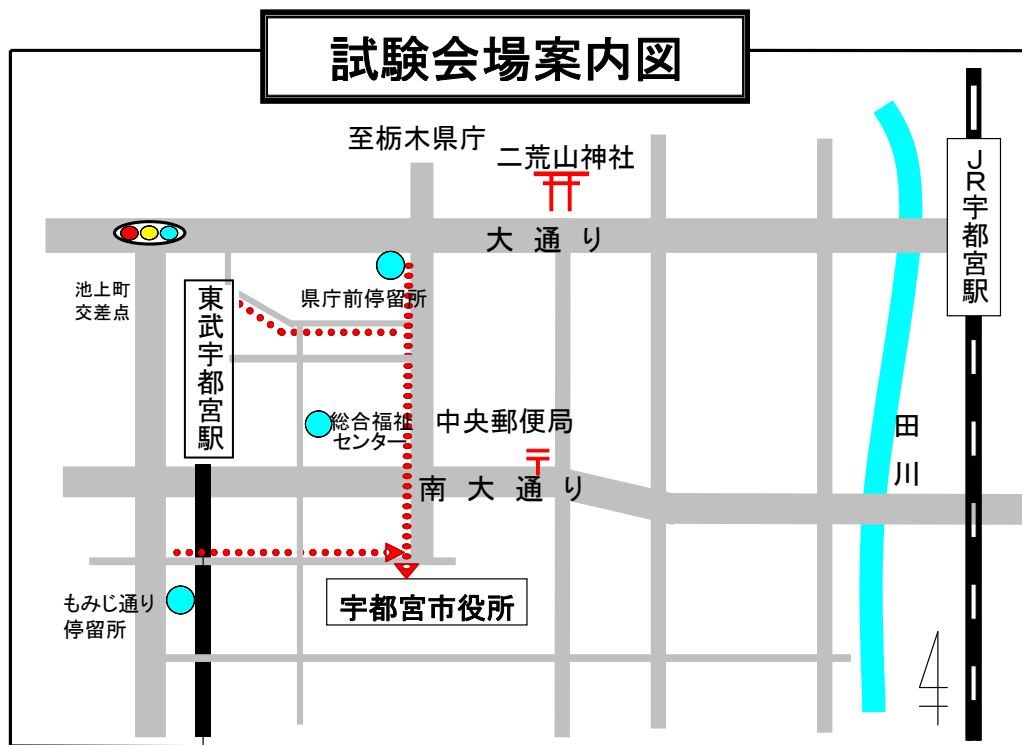 試験会場案内図
至栃木県庁
二荒山神社
JR宇都宮駅
大通り
池上町
交差点
県庁前停留所
東武宇都宮駅
総合福祉
センター
中央郵便局
田川
南大通り
もみじ通り
停留所
宇都宮市役所